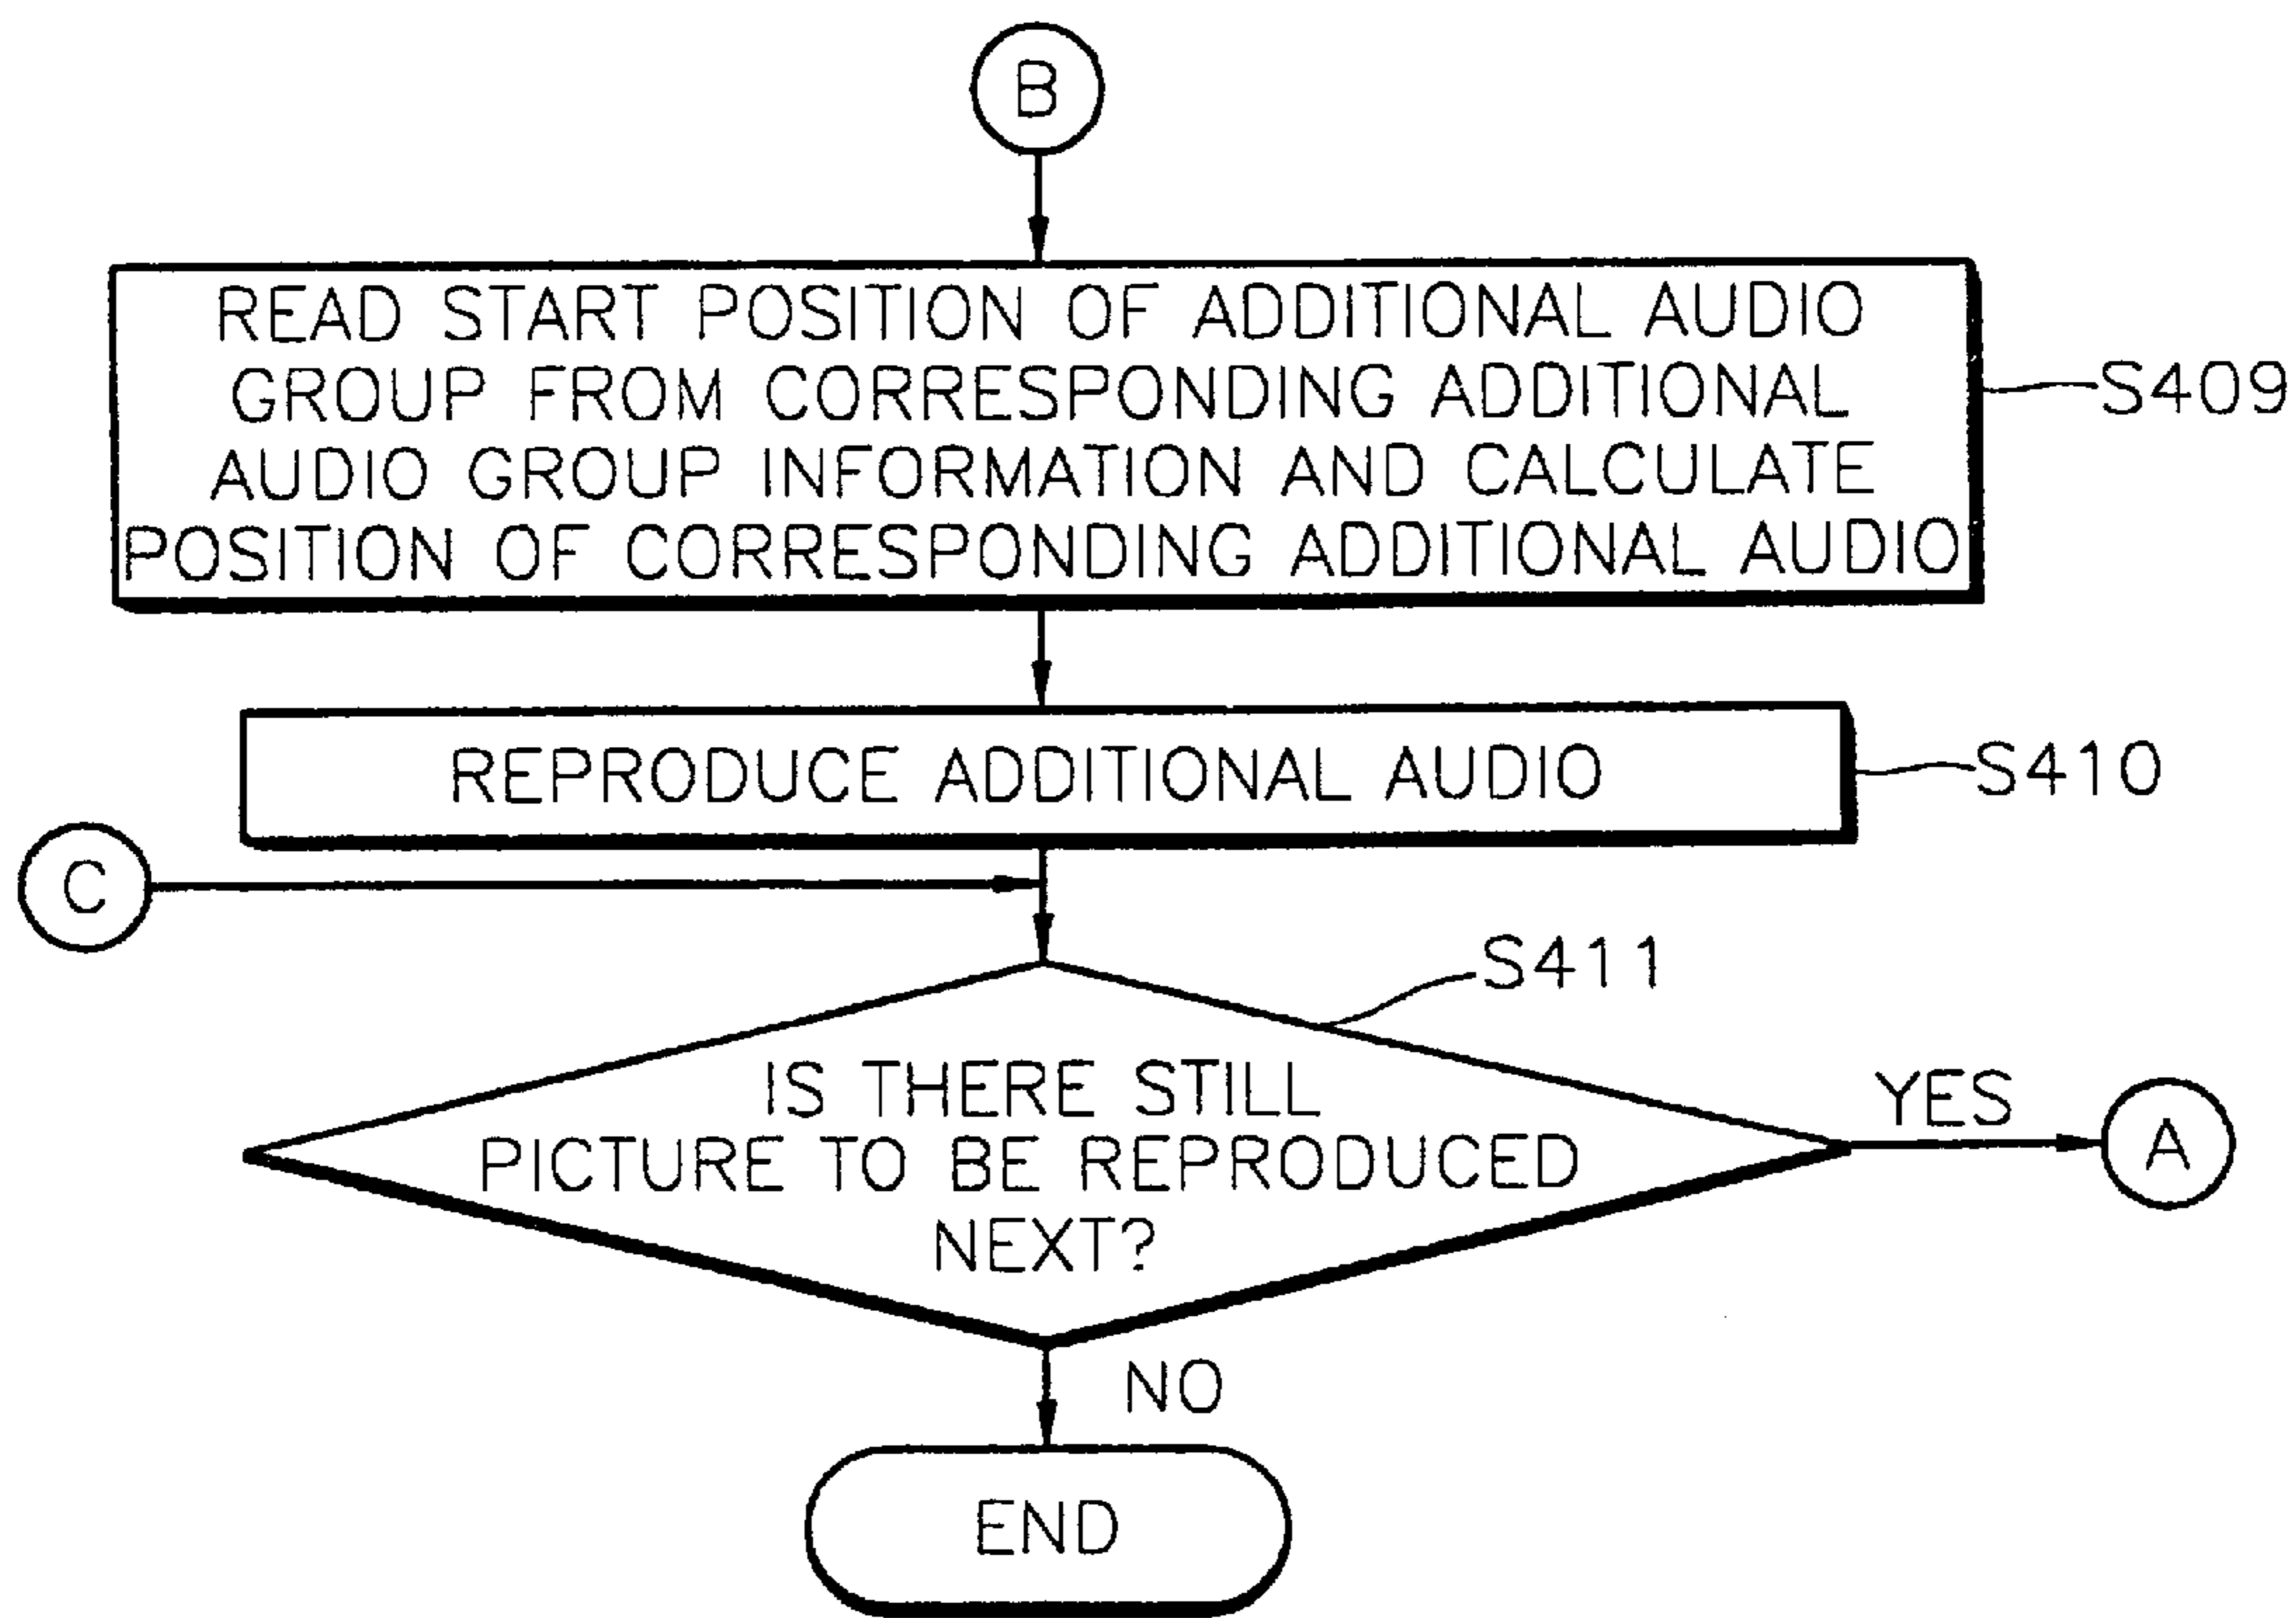 B
READ START POSITION OF ADDITIONAL AUDIO
GROUP FROM CORRESPONDING ADDITIONAL
AUDIO GROUP INFORMATION AND CALCULATE
POSITION OF CORRESPONDING ADDITIONAL AUDIO
S409
REPRODUCE ADDITIONAL AUDIO
S410
C
S411
IS THERE STILL
PICTURE TO BE REPRODUCED
NEXT?
YES
A
NO
END